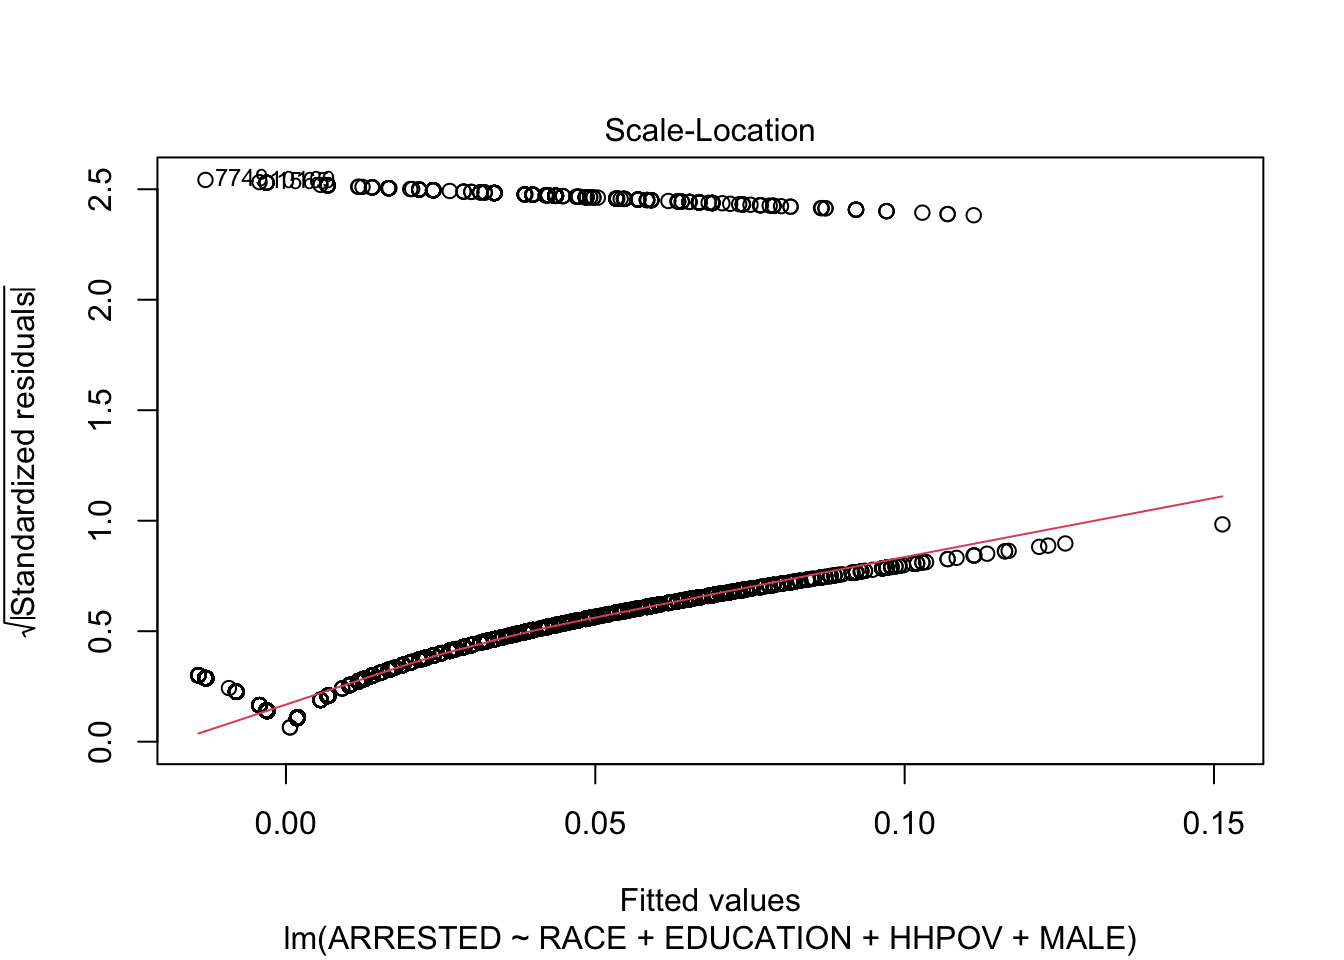 Scale-Location
√|Standardized residuals|
2.5
2.0
1.5
1.0
0.5
0.0
0.00 0.05 0.10 0.15
Fitted values
lm(ARRESTED ~ RACE + EDUCATION + HHPOV + MALE)